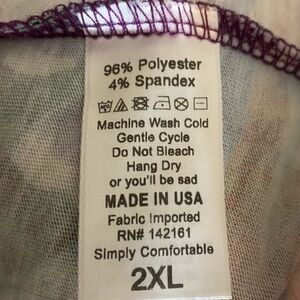 96% Polyester
4% Spandex
Machine Wash Cold
Gentle Cycle
Do Not Bleach
Hang Dry
or you'll be sad
MADE IN USA
Fabric Imported
RN# 142161
Simply Comfortable
2XL